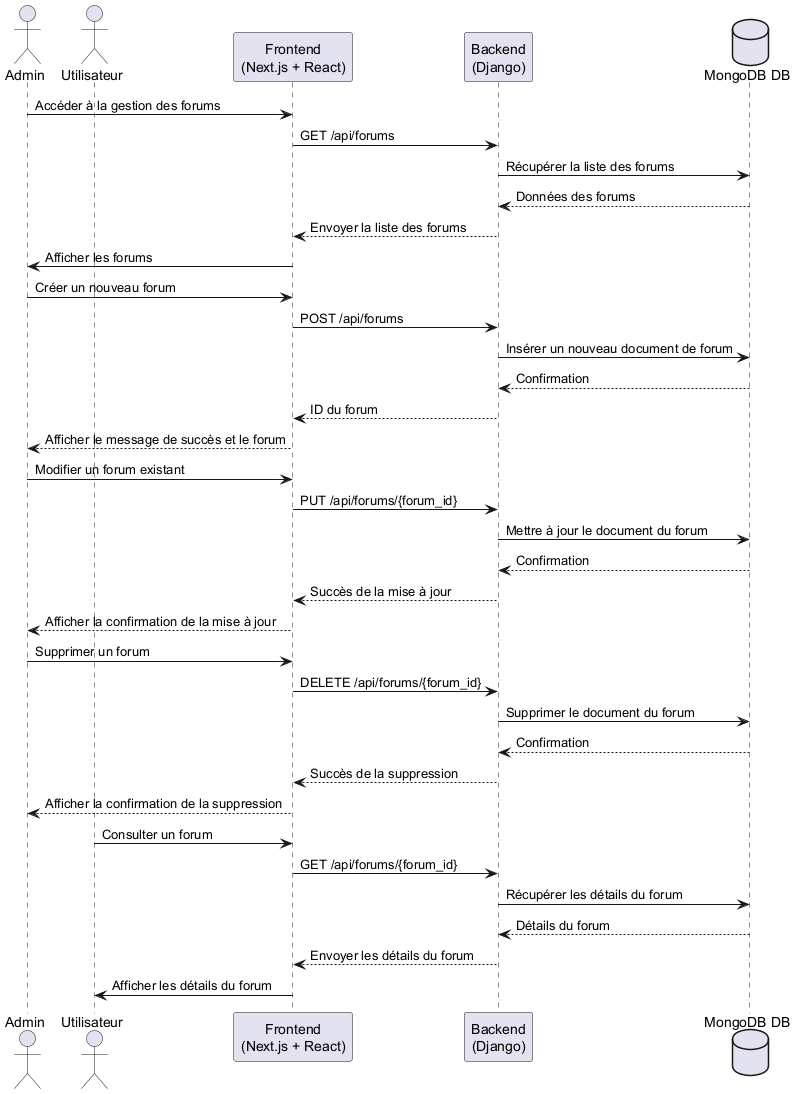 Admin
Utilisateur
Frontend
(Next.js + React)
Backend
(Django)
MongoDB DB
Accéder à la gestion des forums
GET /api/forums
Récupérer la liste des forums
Données des forums
Envoyer la liste des forums
Afficher les forums
Créer un nouveau forum
POST /api/forums
Insérer un nouveau document de forum
Confirmation
ID du forum
Afficher le message de succès et le forum
Modifier un forum existant
PUT /api/forums/{forum_id}
Mettre à jour le document du forum
Confirmation
Succès de la mise à jour
Afficher la confirmation de la mise à jour
Supprimer un forum
DELETE /api/forums/{forum_id}
Supprimer le document du forum
Confirmation
Succès de la suppression
Afficher la confirmation de la suppression
Consulter un forum
GET /api/forums/{forum_id}
Récupérer les détails du forum
Détails du forum
Envoyer les détails du forum
Afficher les détails du forum
Admin
Utilisateur
Frontend
(Next.js + React)
Backend
(Django)
MongoDB DB